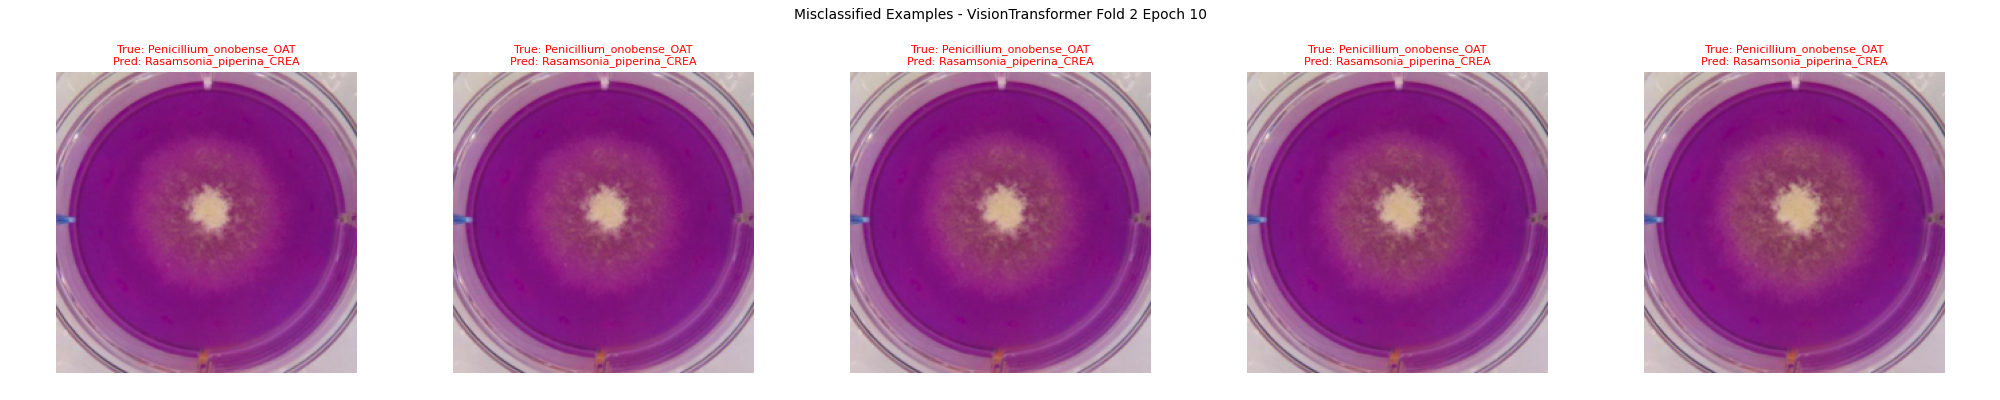 Misclassified Examples - VisionTransformer Fold 2 Epoch 10
True: Penicillium_onobense_OAT
Pred: Rasamsonia_piperina_CREA
True: Penicillium_onobense_OAT
Pred: Rasamsonia_piperina_CREA
True: Penicillium_onobense_OAT
Pred: Rasamsonia_piperina_CREA
True: Penicillium_onobense_OAT
Pred: Rasamsonia_piperina_CREA
True: Penicillium_onobense_OAT
Pred: Rasamsonia_piperina_CREA